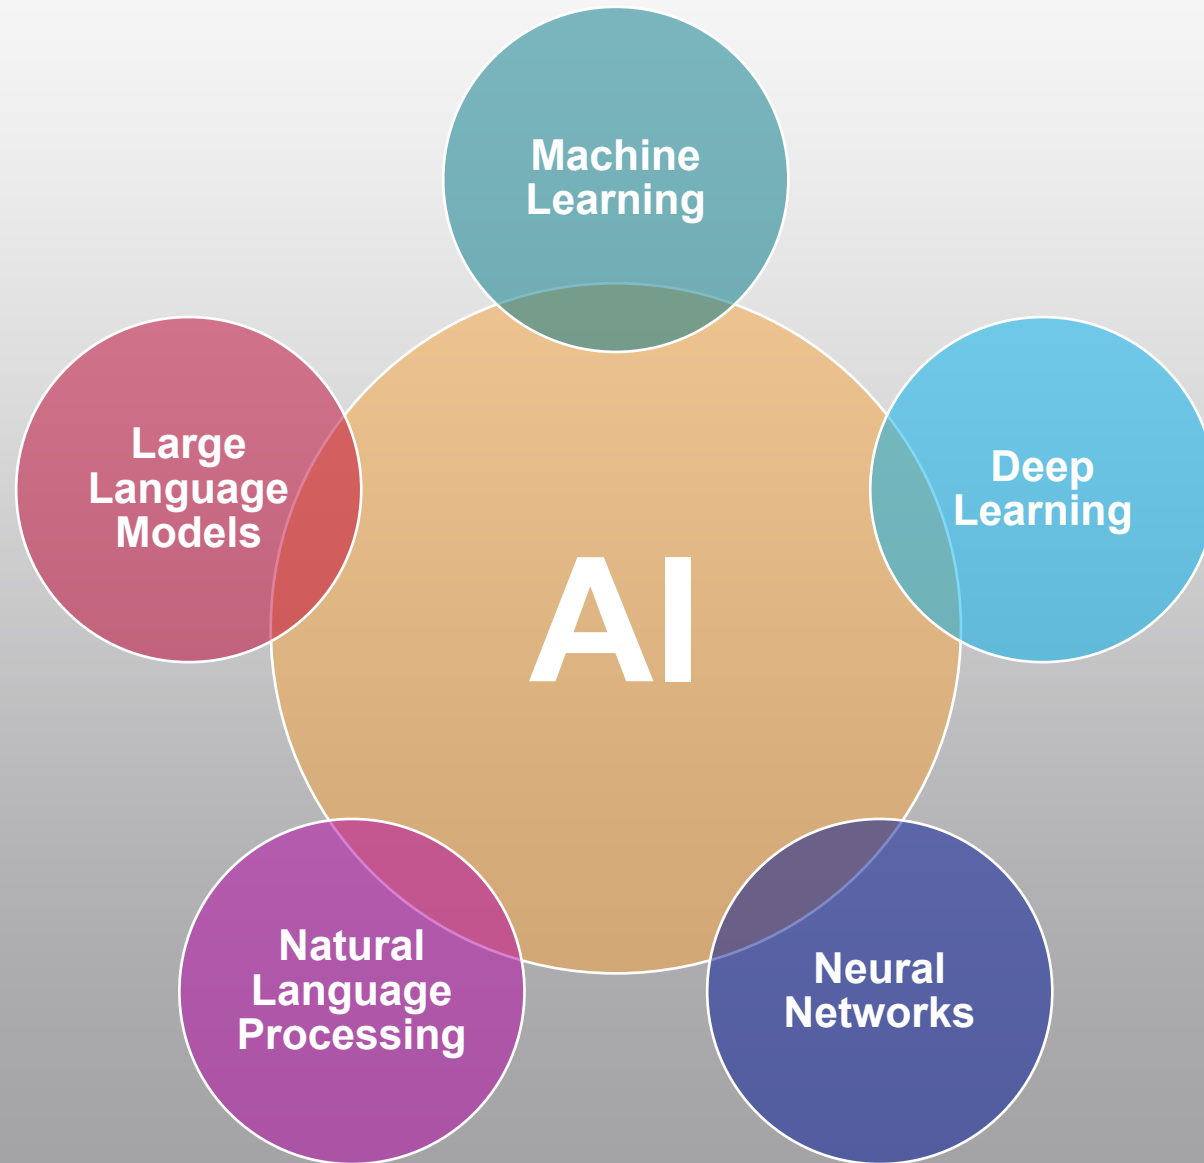 Machine
Learning
Large
Language
Models
Deep
Learning
AI
Natural
Language
Processing
Neural
Networks